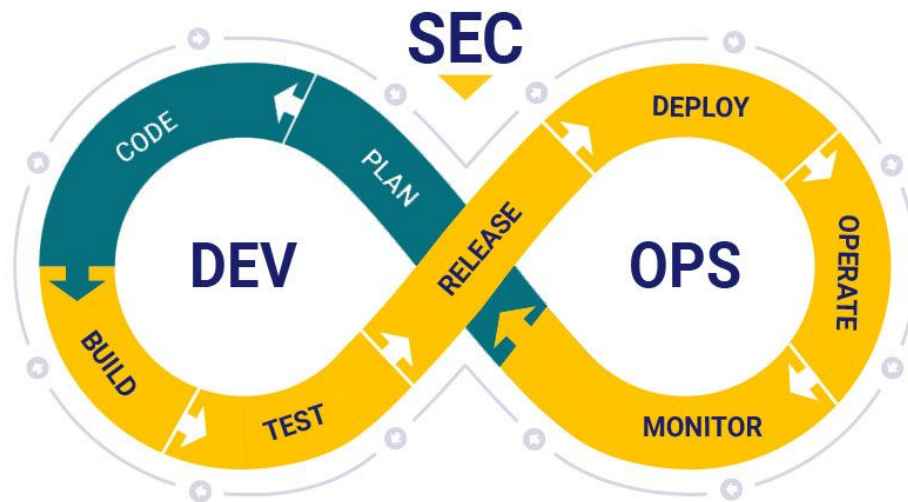 SEC
DEV
OPS
PLAN
CODE
BUILD
TEST
RELEASE
DEPLOY
OPERATE
MONITOR